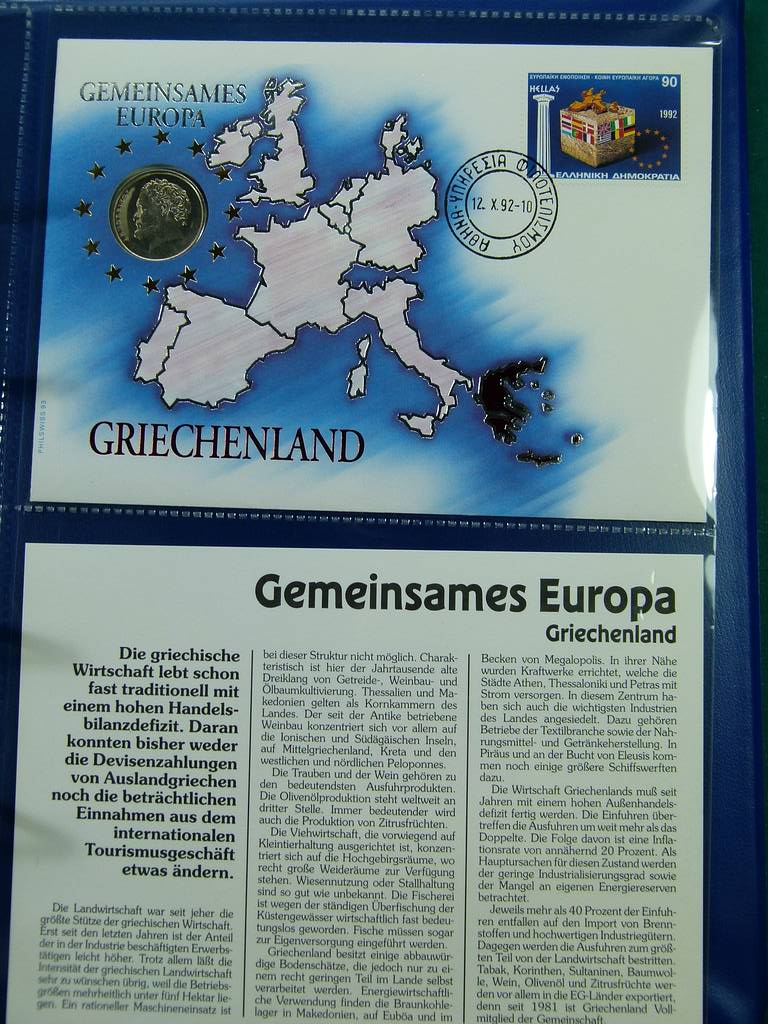 GEMEINSAMES
EUROPA
ΕΥΡΩΠΑΪΚΗ ΕΝΟΠΟΙΗΣΗ - ΚΟΙΝΗ ΕΥΡΩΠΑΪΚΗ ΑΓΟΡΑ
90
HELLAS
1992
ΕΛΛΗΝΙΚΗ ΔΗΜΟΚΡΑΤΙΑ
ΑΘΗΝΑ-ΥΠΗΡΕΣΙΑ ΦΙΛΟΤΕΛΙΣΜΟΥ
12. X. 92-10
GRIECHENLAND
PHILSWISS 93
Gemeinsames Europa
Griechenland
Die griechische
Wirtschaft lebt schon
fast traditionell mit
einem hohen Handels-
bilanzdefizit. Daran
konnten bisher weder
die Devisenzahlungen
von Auslandgriechen
noch die beträchtlichen
Einnahmen aus dem
internationalen
Tourismusgeschäft
etwas ändern.
Die Landwirtschaft war seit jeher die
größte Stütze der griechischen Wirtschaft.
Erst seit den letzten Jahren ist der Anteil
der in der Industrie beschäftigten Erwerbs-
tätigen leicht höher. Trotz allem läßt die
Intensität der griechischen Landwirtschaft
sehr zu wünschen übrig, weil die Betriebs-
größen mehrheitlich unter fünf Hektar lie-
gen. Ein rationeller Maschineneinsatz ist
bei dieser Struktur nicht möglich. Charak-
teristisch ist hier der Jahrtausende alte
Dreiklang von Getreide-, Weinbau- und
Ölbaumkultivierung. Thessalien und Ma-
kedonien gelten als Kornkammern des
Landes. Der seit der Antike betriebene
Weinbau konzentriert sich vor allem auf
die Ionischen und Südägäischen Inseln,
auf Mittelgriechenland, Kreta und den
westlichen und nördlichen Peloponnes.
Die Trauben und der Wein gehören zu
den bedeutendsten Ausfuhrprodukten.
Die Olivenölproduktion steht weltweit an
dritter Stelle. Immer bedeutender wird
auch die Produktion von Zitrusfrüchten.
Die Viehwirtschaft, die vorwiegend auf
Kleintierhaltung ausgerichtet ist, konzen-
triert sich auf die Hochgebirgsräume, wo
recht große Weideräume zur Verfügung
stehen. Wiesennutzung oder Stallhaltung
sind so gut wie unbekannt. Die Fischerei
ist wegen der ständigen Überfischung der
Küstengewässer wirtschaftlich fast bedeu-
tungslos geworden. Fische müssen sogar
zur Eigenversorgung eingeführt werden.
Griechenland besitzt einige abbauwür-
dige Bodenschätze, die jedoch nur zu ei-
nem recht geringen Teil im Lande selbst
verarbeitet werden. Energiewirtschaftli-
che Verwendung finden die Braunkohle-
lager in Makedonien, auf Euböa und im
Becken von Megalopolis. In ihrer Nähe
wurden Kraftwerke errichtet, welche die
Städte Athen, Thessaloniki und Petras mit
Strom versorgen. In diesem Zentrum ha-
ben sich auch die wichtigsten Industrien
des Landes angesiedelt. Dazu gehören
Betriebe der Textilbranche sowie der Nah-
rungsmittel- und Getränkeherstellung. In
Piräus und an der Bucht von Eleusis kom-
men noch einige größere Schiffswerften
dazu.
Die Wirtschaft Griechenlands muß seit
Jahren mit einem hohen Außenhandels-
defizit fertig werden. Die Einfuhren über-
treffen die Ausfuhren um weit mehr als das
Doppelte. Die Folge davon ist eine Infla-
tionsrate von annähernd 20 Prozent. Als
Hauptursachen für diesen Zustand werden
der geringe Industrialisierungsgrad sowie
der Mangel an eigenen Energiereserven
betrachtet.
Jeweils mehr als 40 Prozent der Einfuh-
ren entfallen auf den Import von Brenn-
stoffen und hochwertigen Industriegütern.
Dagegen werden die Ausfuhren zum größ-
ten Teil von der Landwirtschaft bestritten.
Tabak, Korinthen, Sultaninen, Baumwol-
le, Wein, Olivenöl und Zitrusfrüchte wer-
den vor allem in die EG-Länder exportiert,
denn seit 1981 ist Griechenland Voll-
mitglied der Gemeinschaft.